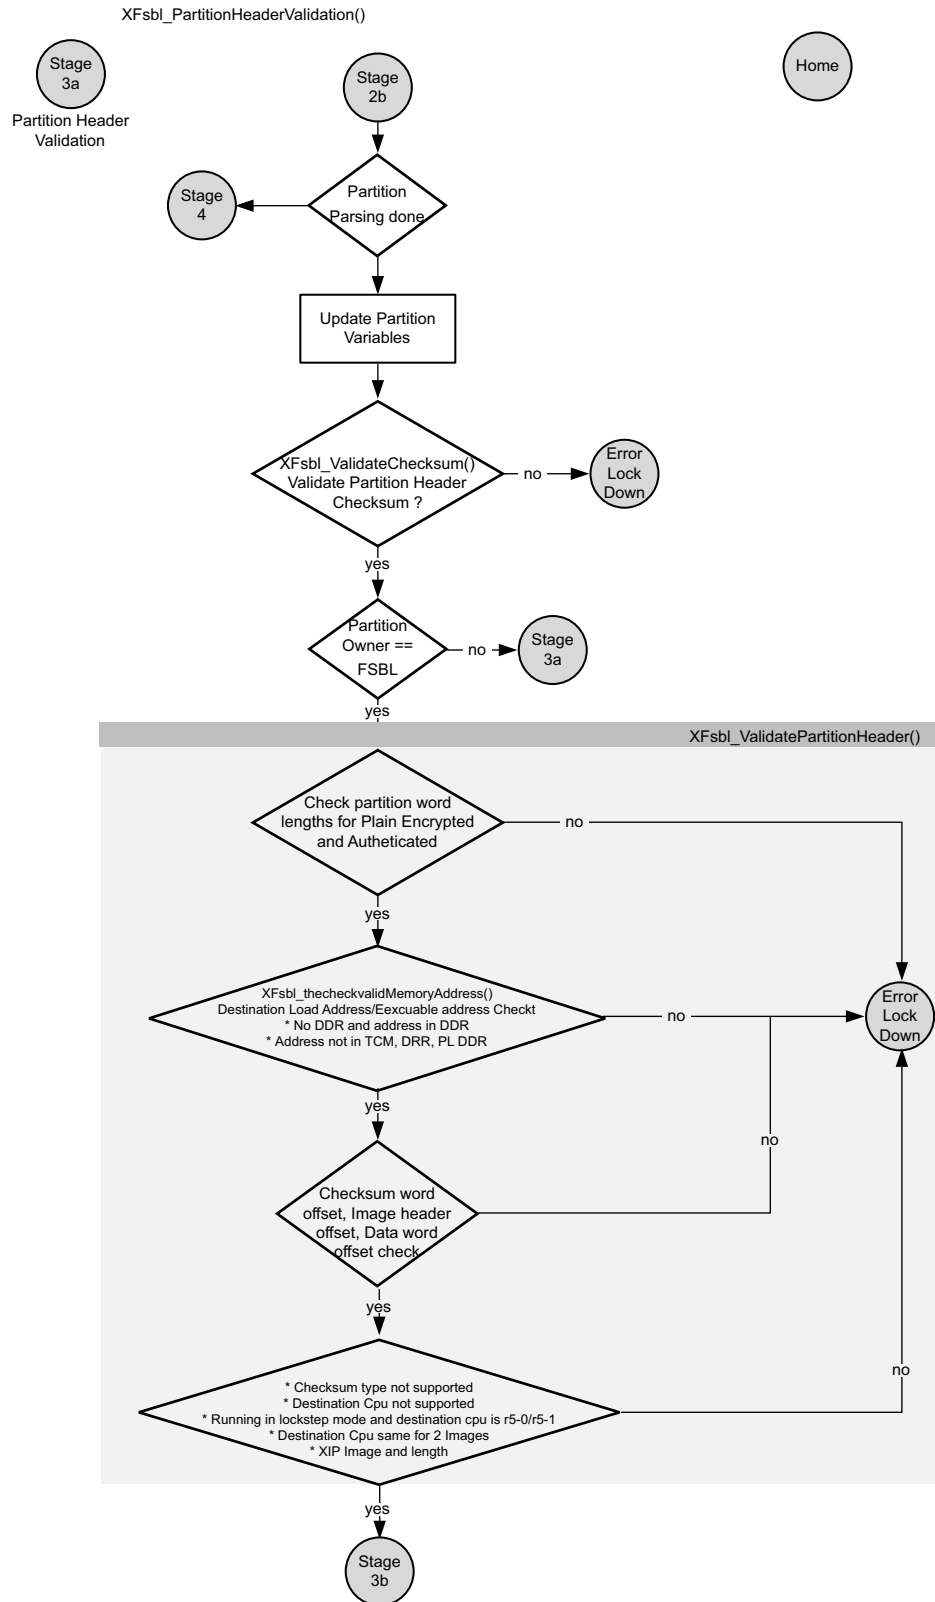 XFsbl_PartitionHeaderValidation()
Stage
3a
Partition Header
Validation
Stage
2b
Home
Partition
Parsing done
Stage
4
Update Partition
Variables
XFsbl_ValidateChecksum()
Validate Partition Header
Checksum ?
no
Error
Lock
Down
yes
Partition
Owner ==
FSBL
no
Stage
3a
yes
XFsbl_ValidatePartitionHeader()
Check partition word
lengths for Plain Encrypted
and Autheticated
no
yes
XFsbl_thecheckvalidMemoryAddress()
Destination Load Address/Eexcuable address Checkt
* No DDR and address in DDR
* Address not in TCM, DRR, PL DDR
no
Error
Lock
Down
yes
no
Checksum word
offset, Image header
offset, Data word
offset check
yes
no
* Checksum type not supported
* Destination Cpu not supported
* Running in lockstep mode and destination cpu is r5-0/r5-1
* Destination Cpu same for 2 Images
* XIP Image and length
yes
Stage
3b